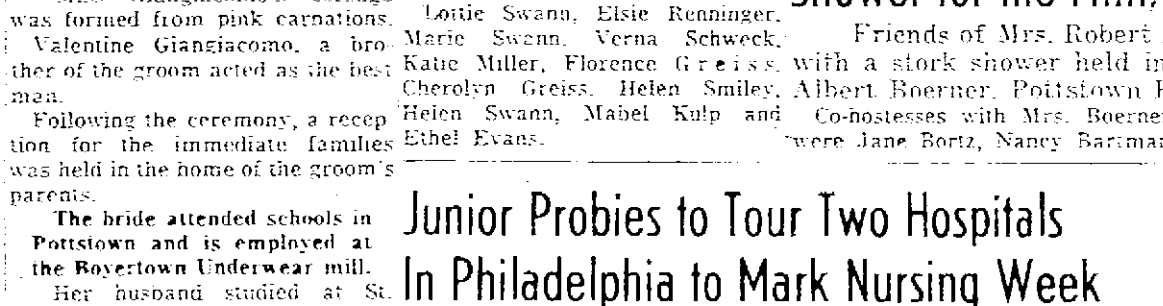 was formed from pink carnations.
Valentine Giangiacomo, a bro-
ther of the groom acted as the best
man.
Following the ceremony, a recep
tion for the immediate families
was held in the home of the groom's
parents.
The bride attended schools in
Pottstown and is employed at
the Boyertown Underwear mill.
Her husband studied at St.
Lottie Swann, Elsie Renninger,
Marie Swann, Verna Schweck,
Katie Miller, Florence Greiss,
Cherolyn Greiss, Helen Smiley,
Helen Swann, Mabel Kulp and
Ethel Evans.
Friends of Mrs. Robert
with a stork shower held in
Albert Boerner, Pottstown
Co-hostesses with Mrs. Boerner
were Jane Bortz, Nancy Bartman
Junior Probies to Tour Two Hospitals
In Philadelphia to Mark Nursing Week